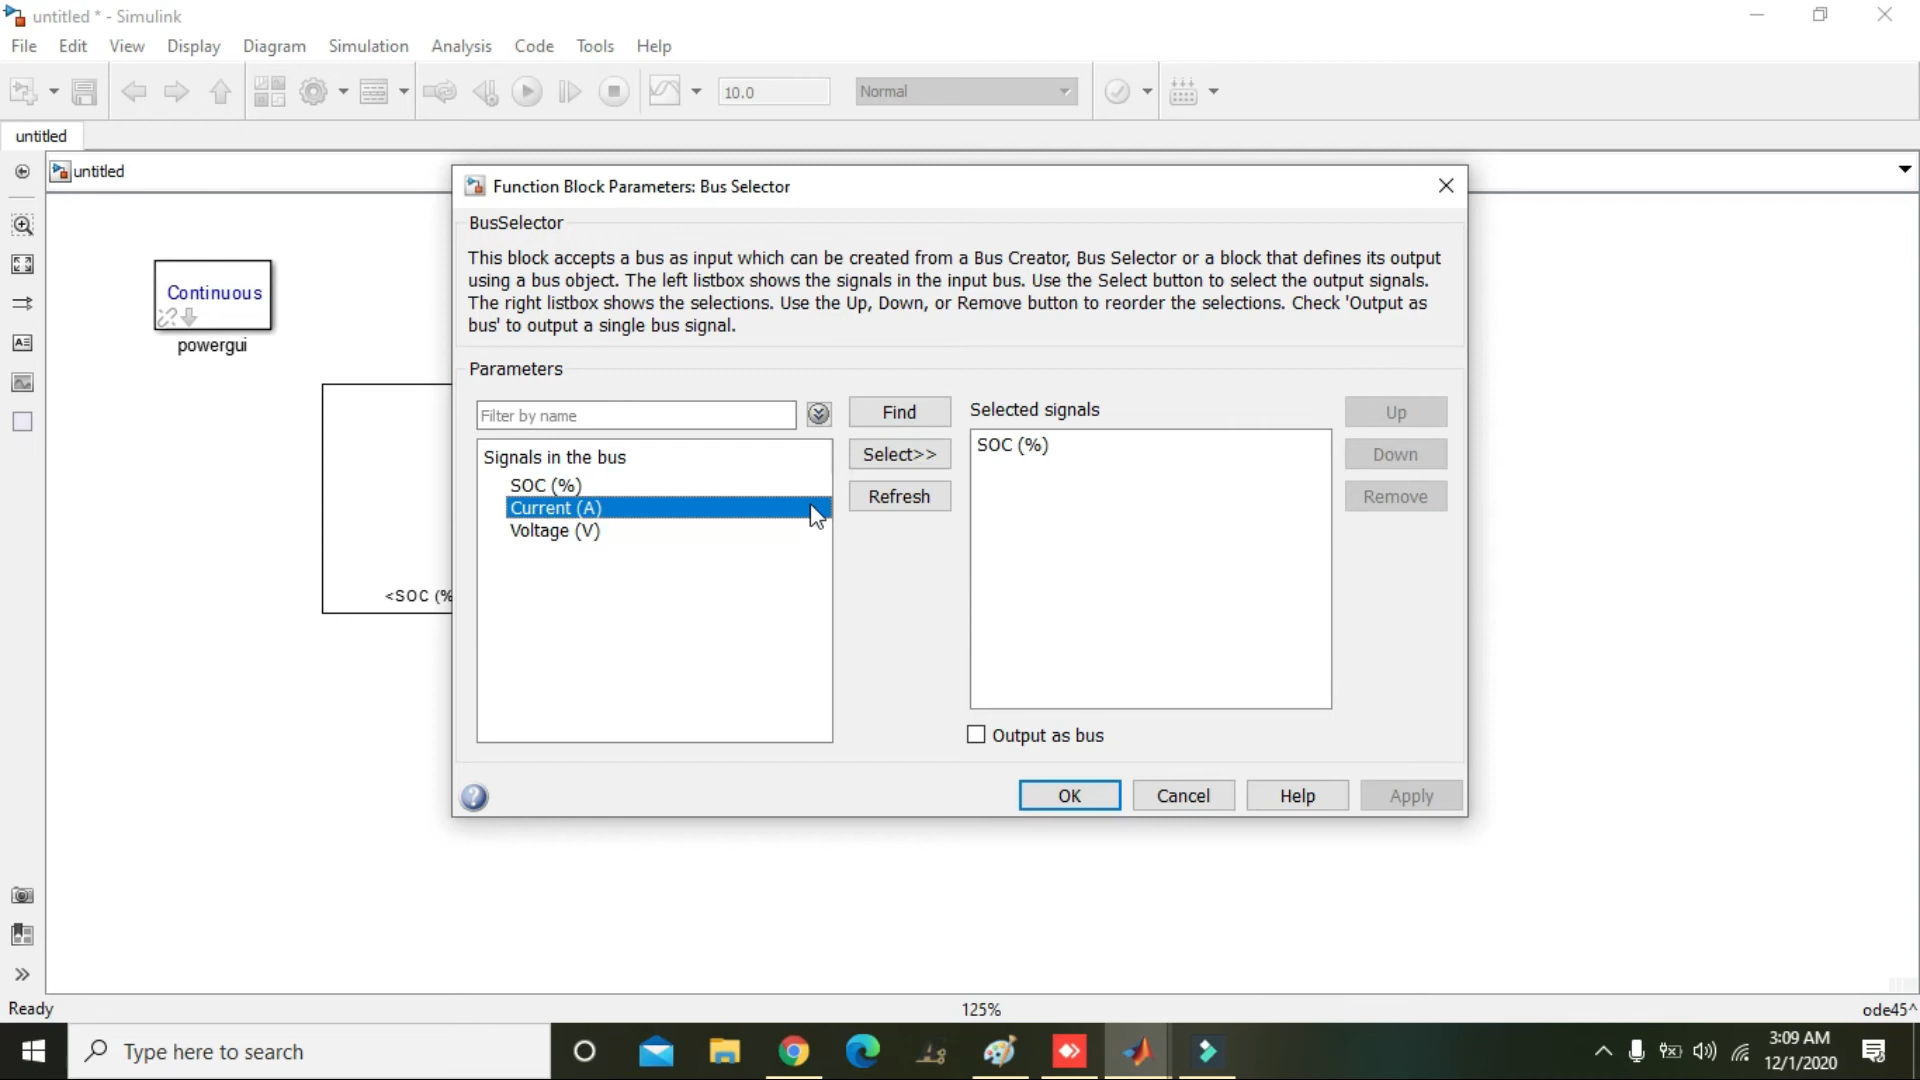 untitled * - Simulink
File Edit View Display Diagram Simulation Analysis Code Tools Help
10.0 Normal
untitled
untitled
Continuous
powergui
<SOC (%
Function Block Parameters: Bus Selector
BusSelector
This block accepts a bus as input which can be created from a Bus Creator, Bus Selector or a block that defines its output
using a bus object. The left listbox shows the signals in the input bus. Use the Select button to select the output signals.
The right listbox shows the selections. Use the Up, Down, or Remove button to reorder the selections. Check 'Output as
bus' to output a single bus signal.
Parameters
Filter by name
Find
Selected signals
Up
Signals in the bus
Select>>
SOC (%)
Down
SOC (%)
Refresh
Remove
Current (A)
Voltage (V)
Output as bus
OK Cancel Help Apply
Ready 125% ode45^
Type here to search
3:09 AM
12/1/2020